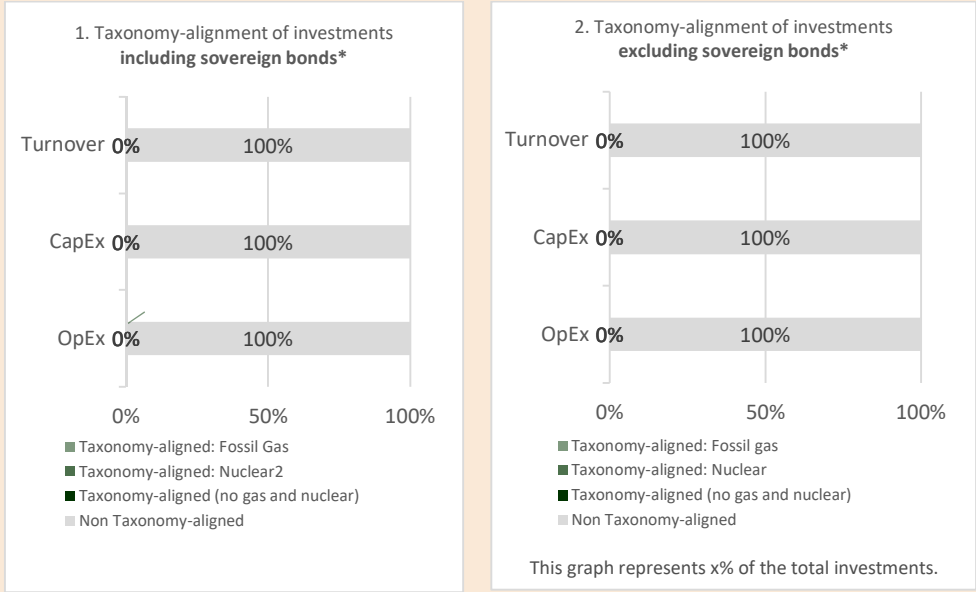 1. Taxonomy-alignment of investments
including sovereign bonds*
Turnover 0% 100%
CapEx 0% 100%
OpEx 0% 100%
0% 50% 100%
Taxonomy-aligned: Fossil Gas
Taxonomy-aligned: Nuclear2
Taxonomy-aligned (no gas and nuclear)
Non Taxonomy-aligned
2. Taxonomy-alignment of investments
excluding sovereign bonds*
Turnover 0% 100%
CapEx 0% 100%
OpEx 0% 100%
0% 50% 100%
Taxonomy-aligned: Fossil gas
Taxonomy-aligned: Nuclear
Taxonomy-aligned (no gas and nuclear)
Non Taxonomy-aligned
This graph represents x% of the total investments.